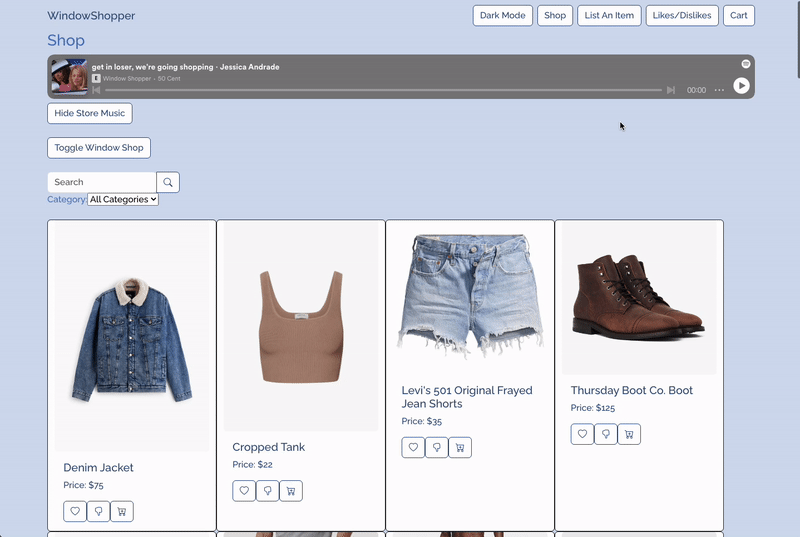 WindowShopper
Dark Mode
Shop
List An Item
Likes/Dislikes
Cart
Shop
get in loser, we're going shopping · Jessica Andrade
E Window Shopper · 50 Cent
00:00
Hide Store Music
Toggle Window Shop
Search
Category: All Categories
Denim Jacket
Price: $75
Cropped Tank
Price: $22
Levi's 501 Original Frayed
Jean Shorts
Price: $35
Thursday Boot Co. Boot
Price: $125